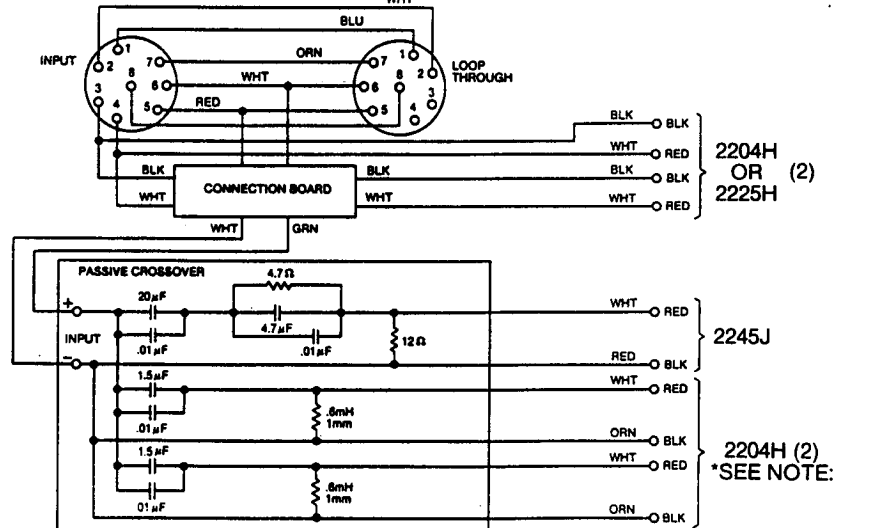 WHT
BLU
INPUT
1
2
3
4
5
6
7
8
ORN
WHT
RED
1
2
3
4
5
6
7
8
LOOP
THROUGH
BLK
WHT
CONNECTION BOARD
BLK
WHT
BLK
WHT
BLK
RED
BLK
WHT
RED
2204H
OR (2)
2225H
WHT
GRN
PASSIVE CROSSOVER
+
INPUT
−
20µF
.01µF
4.7Ω
4.7µF
.01µF
12Ω
WHT
RED
RED
BLK
2245J
1.5µF
.01µF
.6mH
1mm
WHT
RED
ORN
BLK
1.5µF
01µF
.6mH
1mm
WHT
RED
ORN
BLK
2204H (2)
*SEE NOTE: